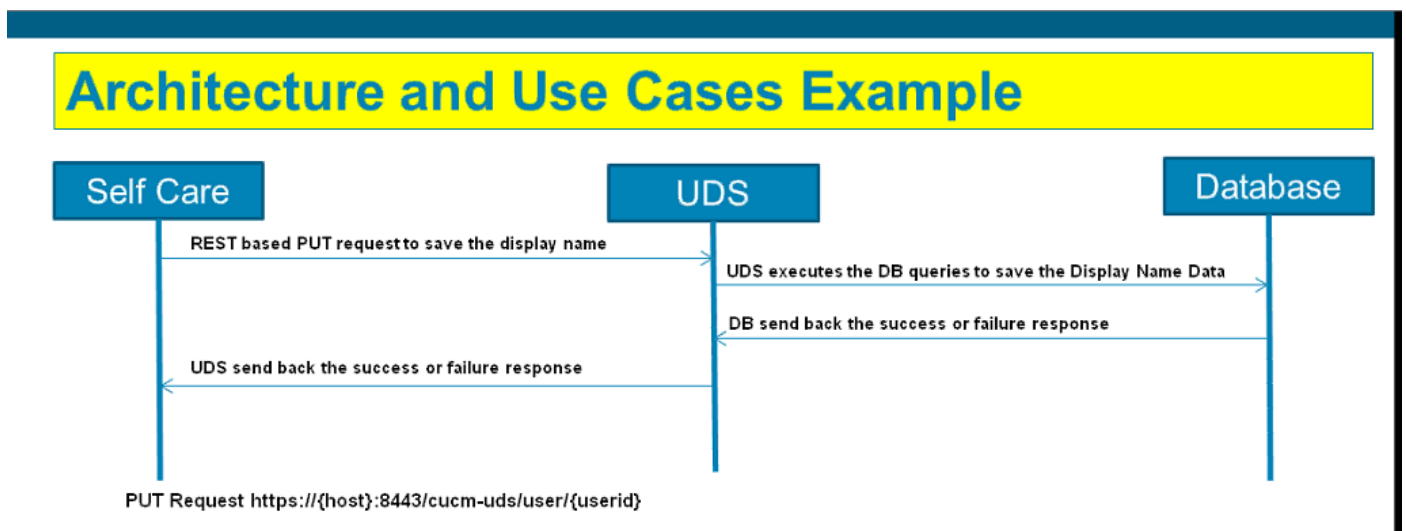 Architecture and Use Cases Example
Self Care
UDS
Database
REST based PUT request to save the display name
UDS executes the DB queries to save the Display Name Data
DB send back the success or failure response
UDS send back the success or failure response
PUT Request https://{host}:8443/cucm-uds/user/{userid}